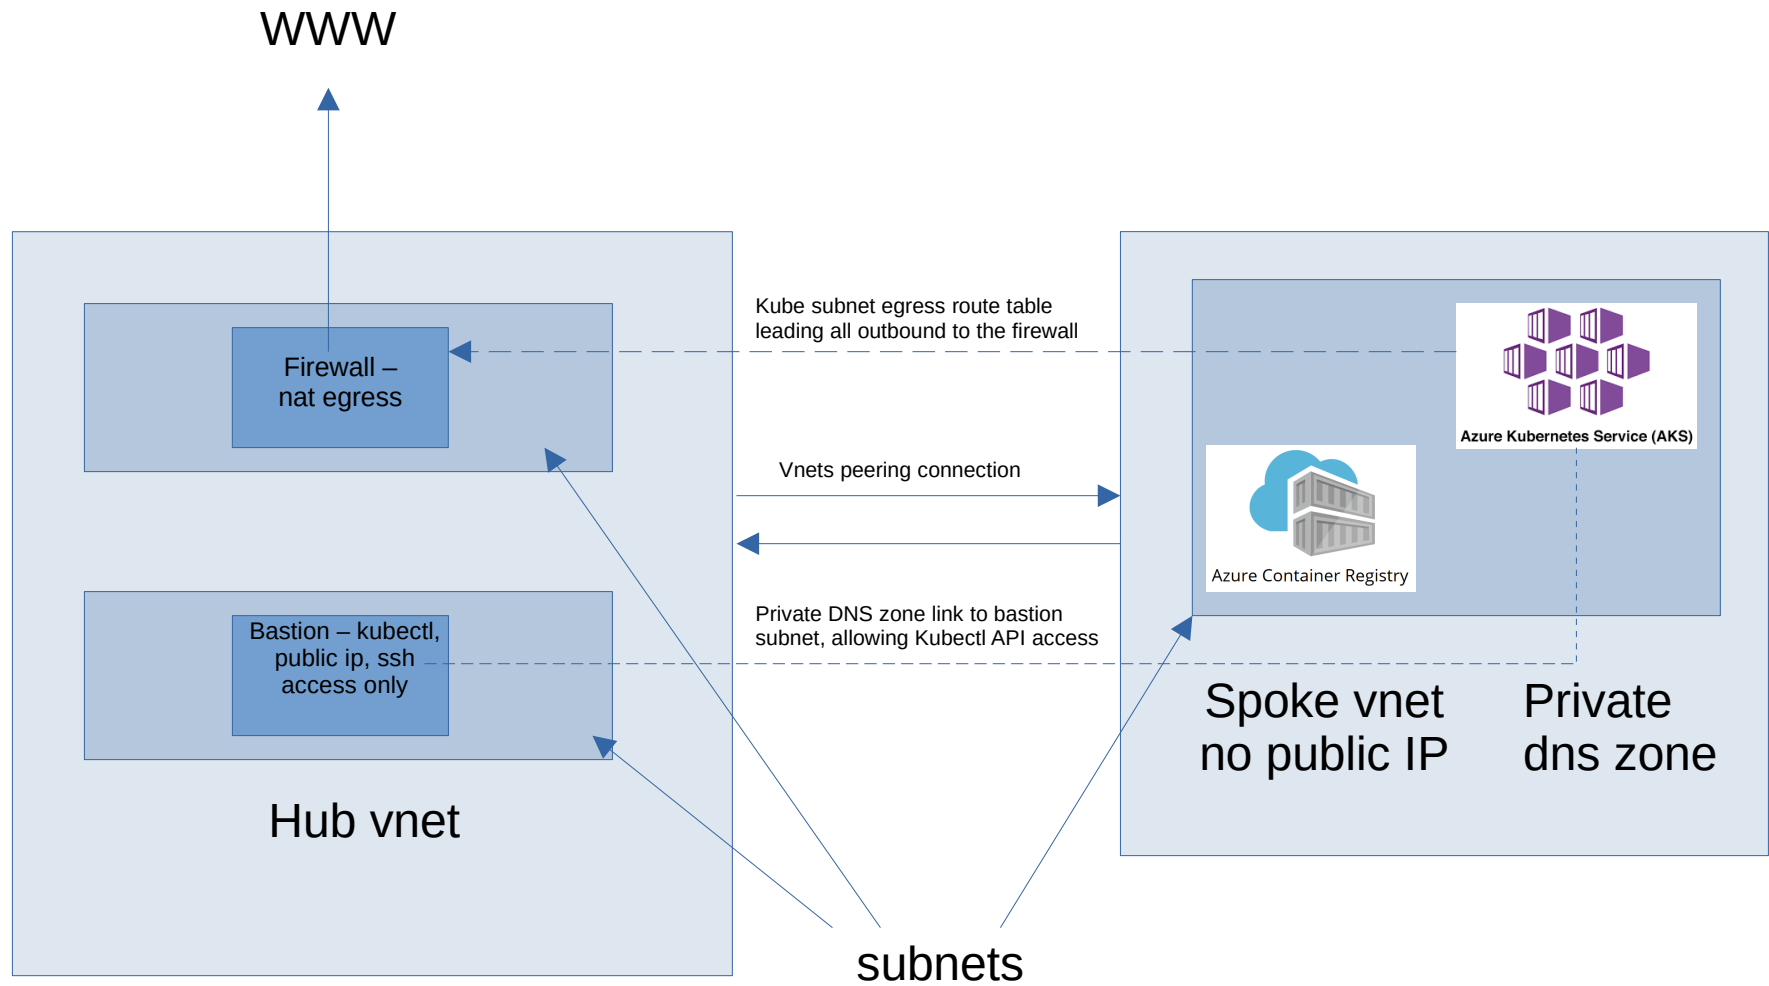 WWW
Kube subnet egress route table
leading all outbound to the firewall
Firewall –
nat egress
Azure Kubernetes Service (AKS)
Vnets peering connection
Azure Container Registry
Private DNS zone link to bastion
subnet, allowing Kubectl API access
Bastion – kubectl,
public ip, ssh
access only
Spoke vnet
no public IP
Private
dns zone
Hub vnet
subnets